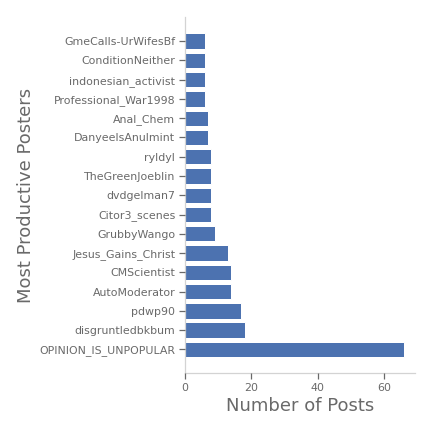 GmeCalls-UrWifesBf
ConditionNeither
indonesian_activist
Professional_War1998
Anal_Chem
DanyeelsAnulmint
ryldyl
TheGreenJoeblin
dvdgelman7
Citor3_scenes
GrubbyWango
Jesus_Gains_Christ
CMScientist
AutoModerator
pdwp90
disgruntledbkbum
OPINION_IS_UNPOPULAR
Most Productive Posters
0 20 40 60
Number of Posts